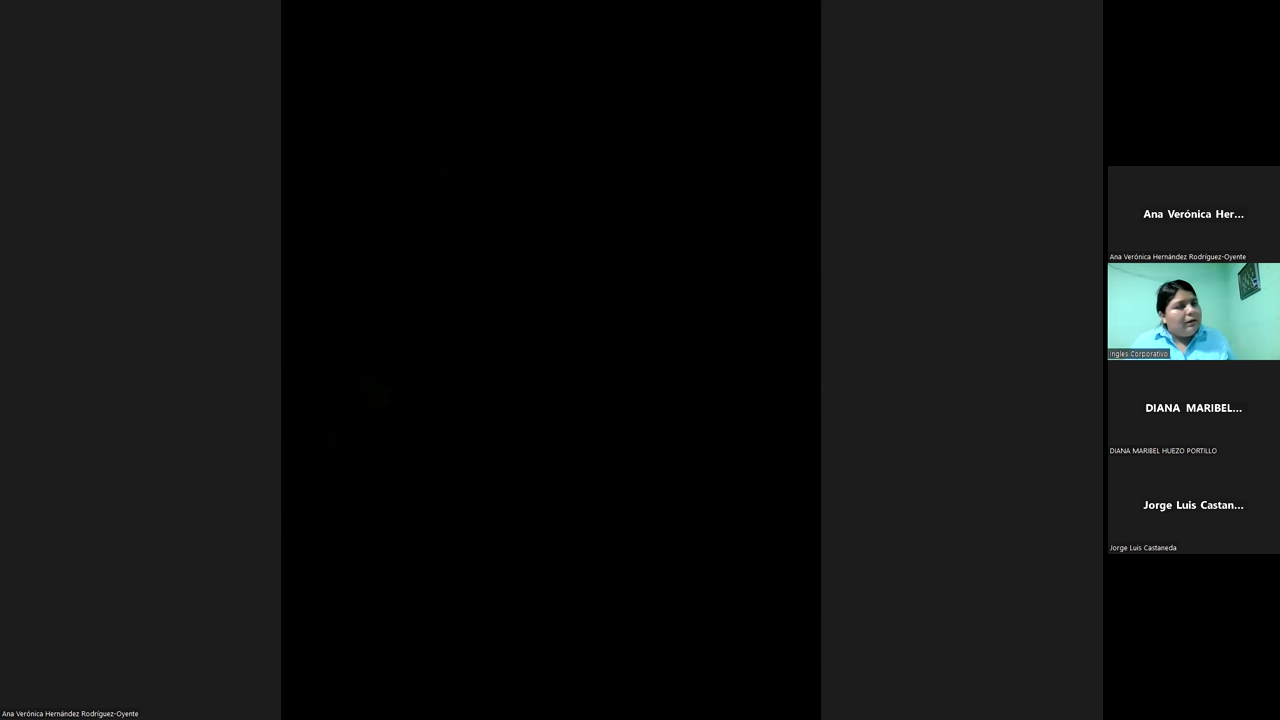 Ana Verónica Her...
Ana Verónica Hernández Rodríguez-Oyente
Ingles Corporativo
DIANA MARIBEL...
DIANA MARIBEL HUEZO PORTILLO
Jorge Luis Castan...
Jorge Luis Castaneda
Ana Verónica Hernández Rodríguez-Oyente